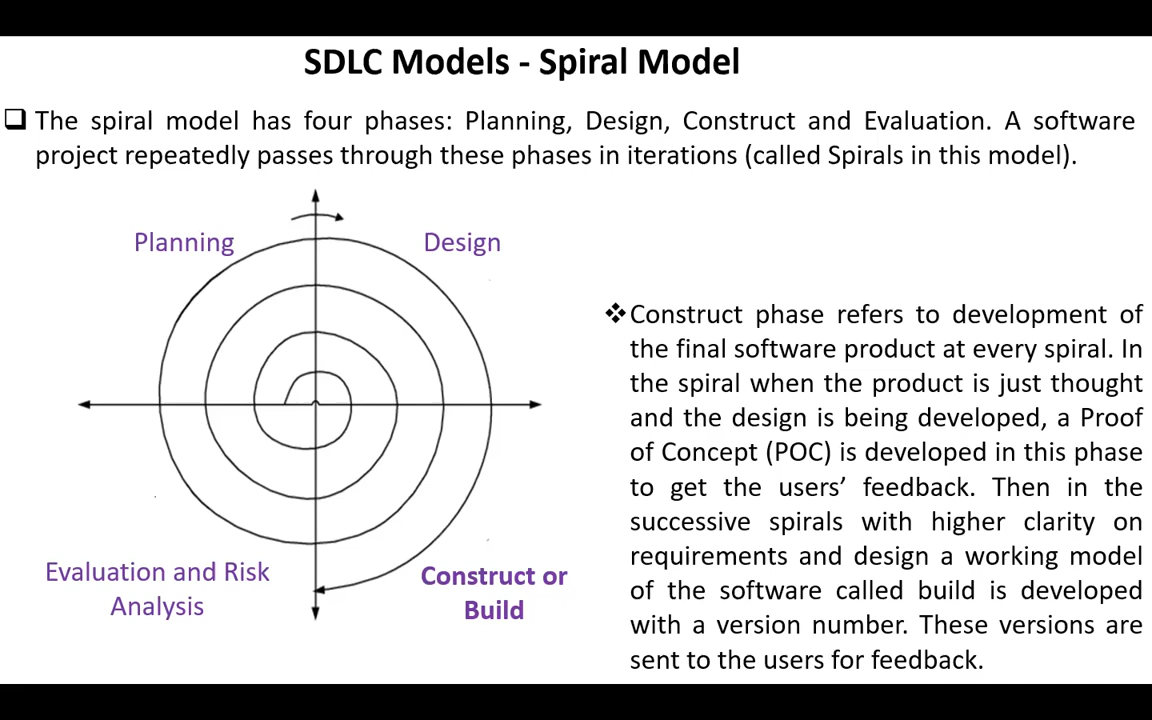 SDLC Models - Spiral Model
The spiral model has four phases: Planning, Design, Construct and Evaluation. A software
project repeatedly passes through these phases in iterations (called Spirals in this model).
Planning
Design
Evaluation and Risk
Analysis
Construct or
Build
Construct phase refers to development of
the final software product at every spiral. In
the spiral when the product is just thought
and the design is being developed, a Proof
of Concept (POC) is developed in this phase
to get the users’ feedback. Then in the
successive spirals with higher clarity on
requirements and design a working model
of the software called build is developed
with a version number. These versions are
sent to the users for feedback.